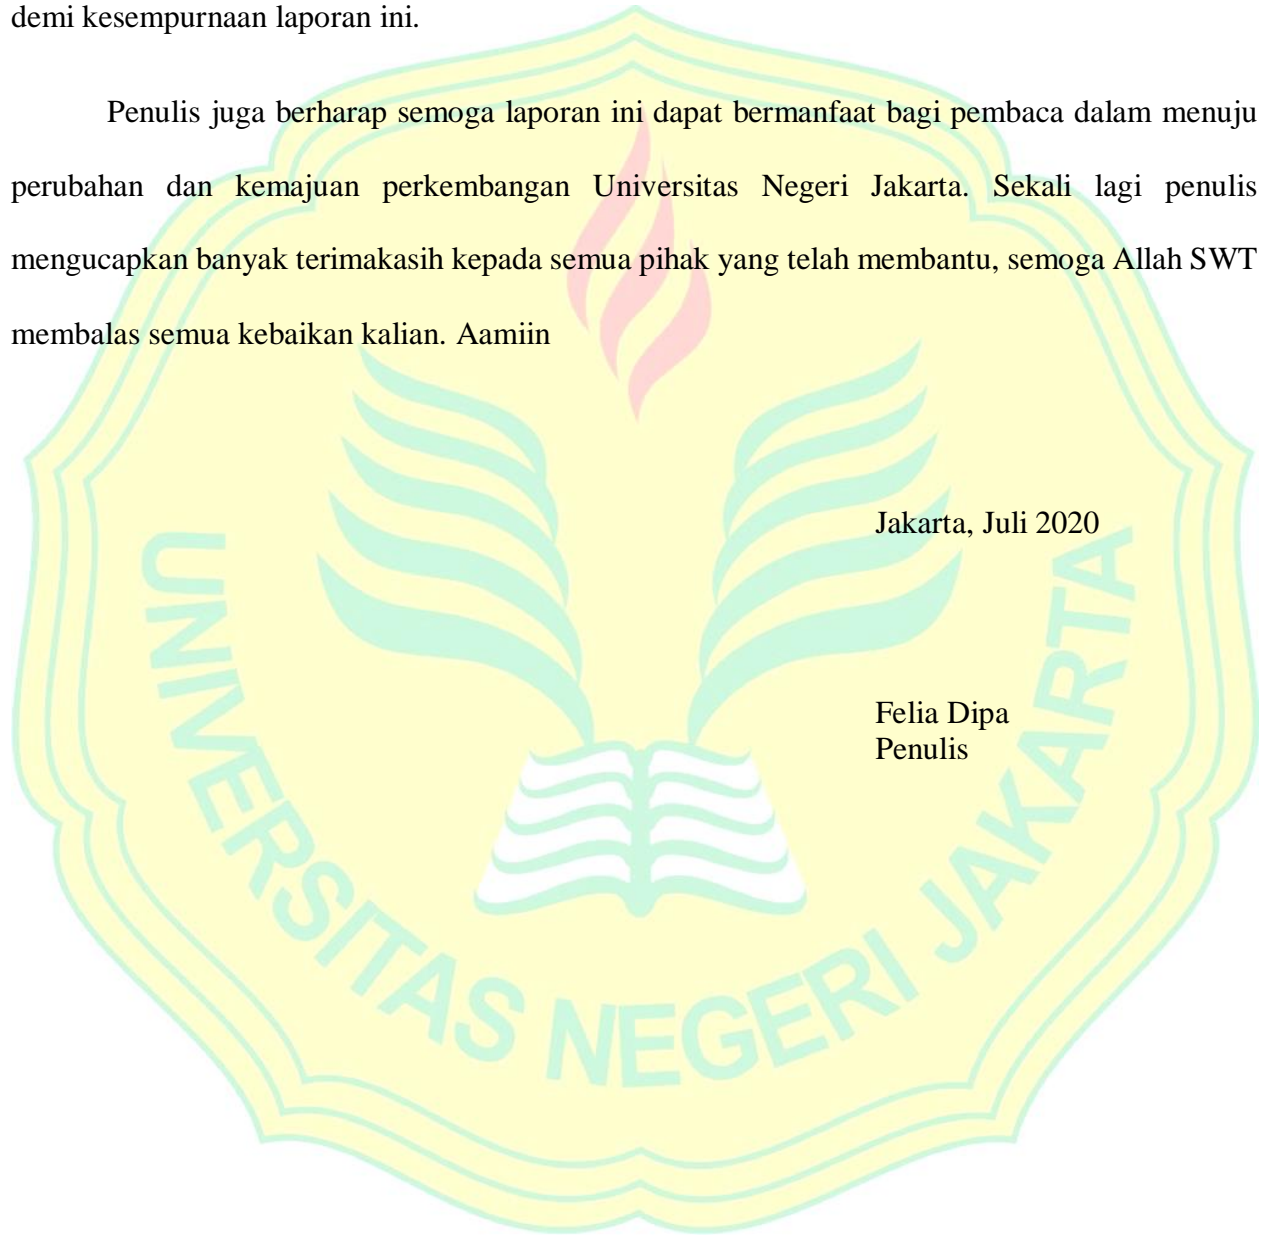 demi kesempurnaan laporan ini.
Penulis juga berharap semoga laporan ini dapat bermanfaat bagi pembaca dalam menuju
perubahan dan kemajuan perkembangan Universitas Negeri Jakarta. Sekali lagi penulis
mengucapkan banyak terimakasih kepada semua pihak yang telah membantu, semoga Allah SWT
membalas semua kebaikan kalian. Aamiin
Jakarta, Juli 2020
Felia Dipa
Penulis
UNIVERSITAS NEGERI JAKARTA